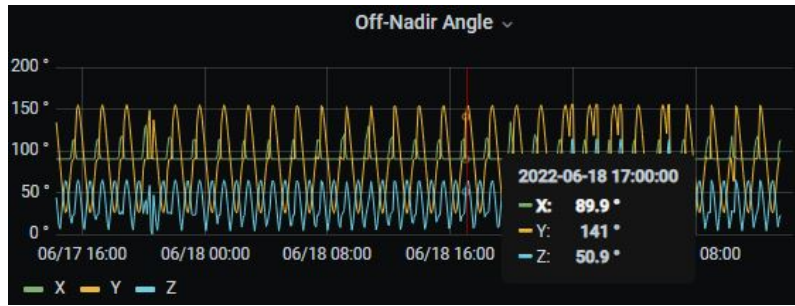 Off-Nadir Angle
200 °
150 °
100 °
50 °
0 °
2022-06-18 17:00:00
X: 89.9 °
Y: 141 °
Z: 50.9 °
06/17 16:00 06/18 00:00 06/18 08:00 06/18 16:00 08:00
X Y Z